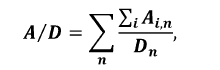 A/D = ∑_n (∑_i A_{i,n}) / D_n,